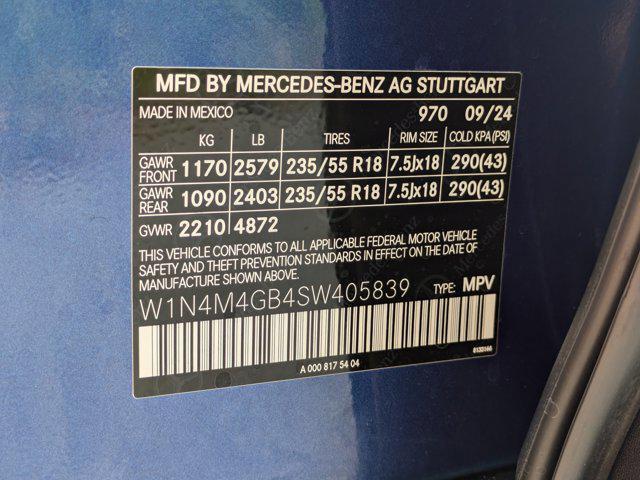 MFD BY MERCEDES-BENZ AG STUTTGART
MADE IN MEXICO 970 09/24
KG LB TIRES RIM SIZE COLD KPA (PSI)
GAWR FRONT 1170 2579 235/55 R18 7.5Jx18 290(43)
GAWR REAR 1090 2403 235/55 R18 7.5Jx18 290(43)
GVWR 2210 4872
THIS VEHICLE CONFORMS TO ALL APPLICABLE FEDERAL MOTOR VEHICLE
SAFETY AND THEFT PREVENTION STANDARDS IN EFFECT ON THE DATE OF
MANUFACTURE SHOWN ABOVE.
W1N4M4GB4SW405839 TYPE: MPV
A 000 817 54 04